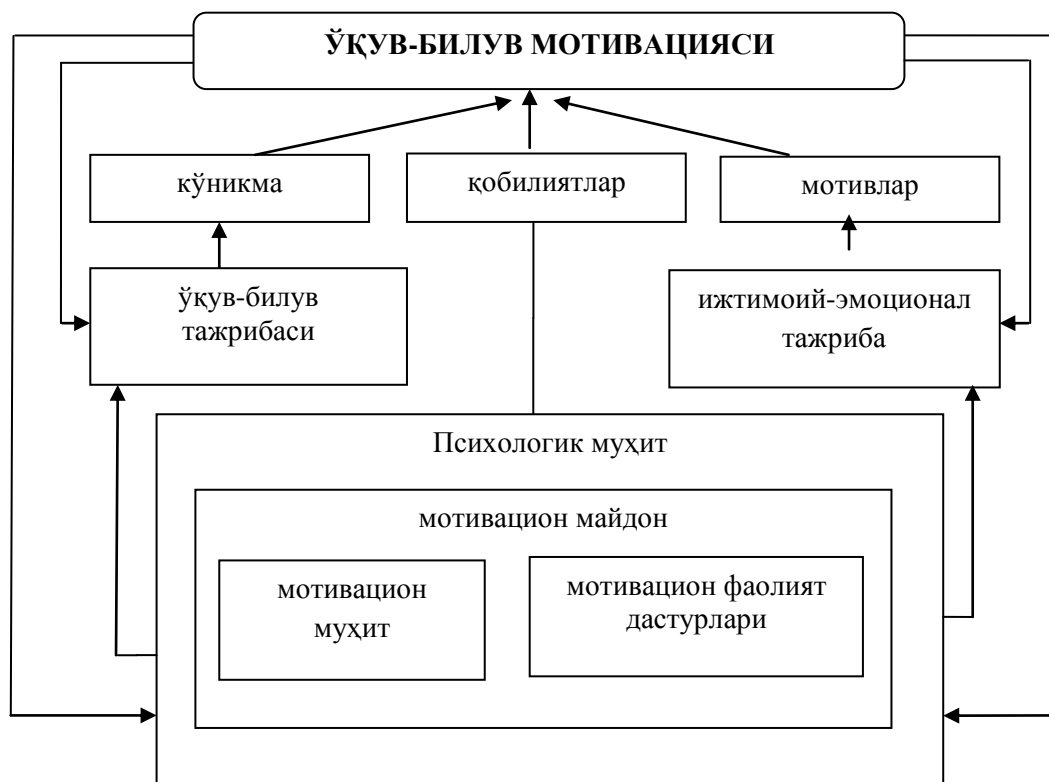 ЎҚУВ-БИЛУВ МОТИВАЦИЯСИ
кўникма
қобилиятлар
мотивлар
ўқув-билув
тажрибаси
ижтимоий-эмоционал
тажриба
Психологик муҳит
мотивацион майдон
мотивацион
муҳит
мотивацион фаолият
дастурлари